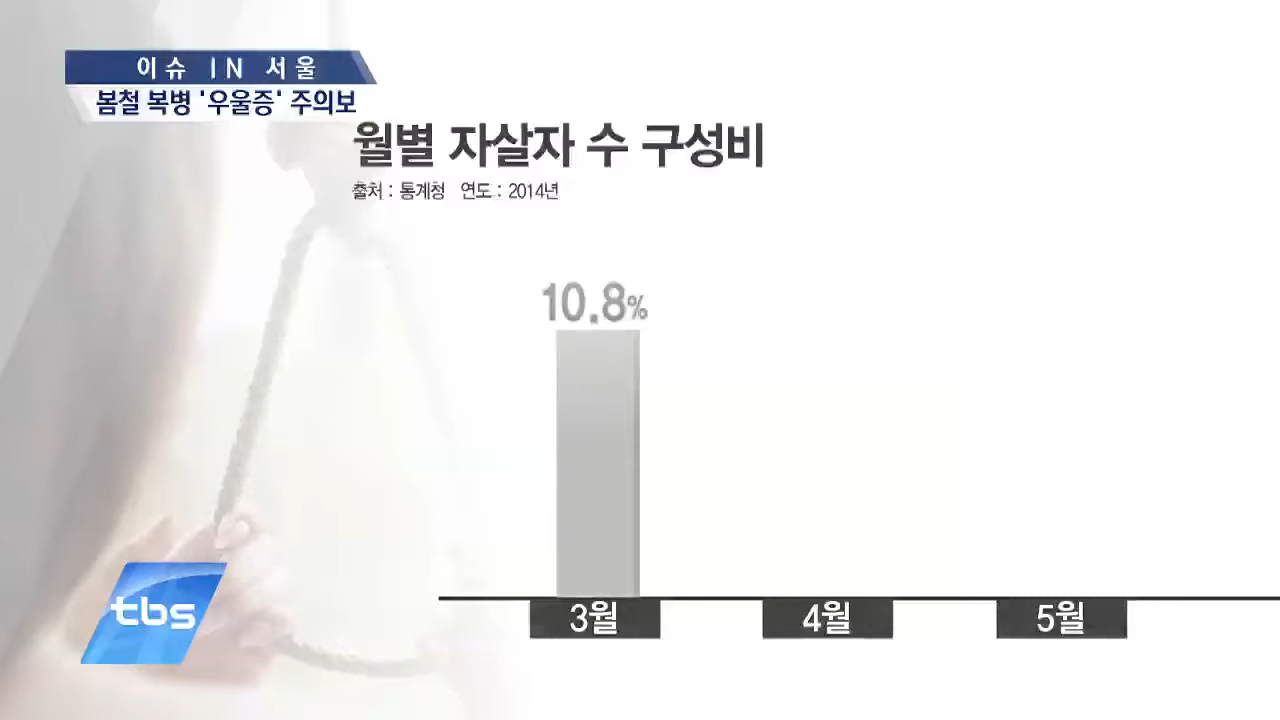 이슈 IN 서울
봄철 복병 '우울증' 주의보
월별 자살자 수 구성비
출처 : 통계청 연도 : 2014년
10.8%
3월 4월 5월
tbs